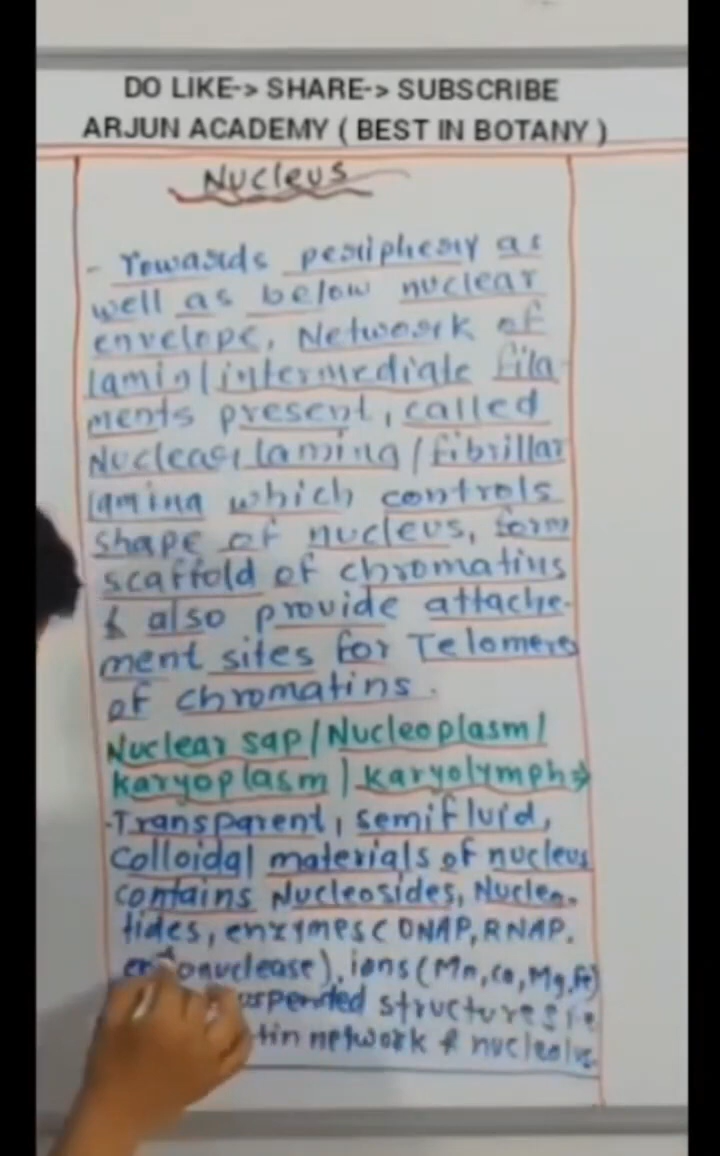 DO LIKE-> SHARE-> SUBSCRIBE
ARJUN ACADEMY ( BEST IN BOTANY )
Nucleus
- Towards periphery as
well as below nuclear
envelope, Network of
lamin/intermediate fila-
ments present, called
Nuclear laming/fibrillar
lamina which controls
shape of nucleus, form
scaffold of chromatins
& also provide attache-
ment sites for Telomere
of chromatins.
Nuclear sap/Nucleoplasm/
karyoplasm/karyolymph→
-Transparent, semifluid,
colloidal materials of nucleus
contains Nucleosides, Nucleo-
tides, enzymes (DNAP, RNAP.
endonuclease), ions (Mn, Ca, Mg, Fe)
structures i.e
network & nucleolus